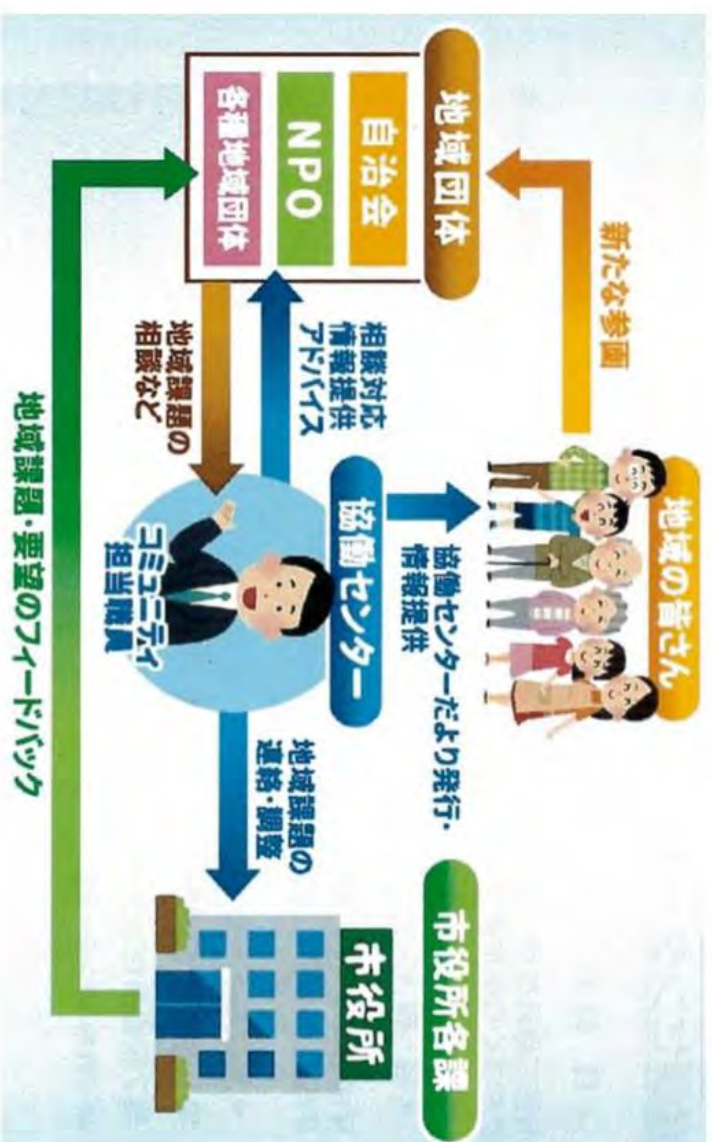 地域の皆さん
新たな参画
地域団体
自治会
NPO
各種地域団体
協働センターだより発行・
情報提供
相談対応
情報提供
アドバイス
地域課題の
相談など
協働センター
コミュニティ
担当職員
地域課題の
連絡・調整
市役所各課
市役所
地域課題・要望のフィードバック